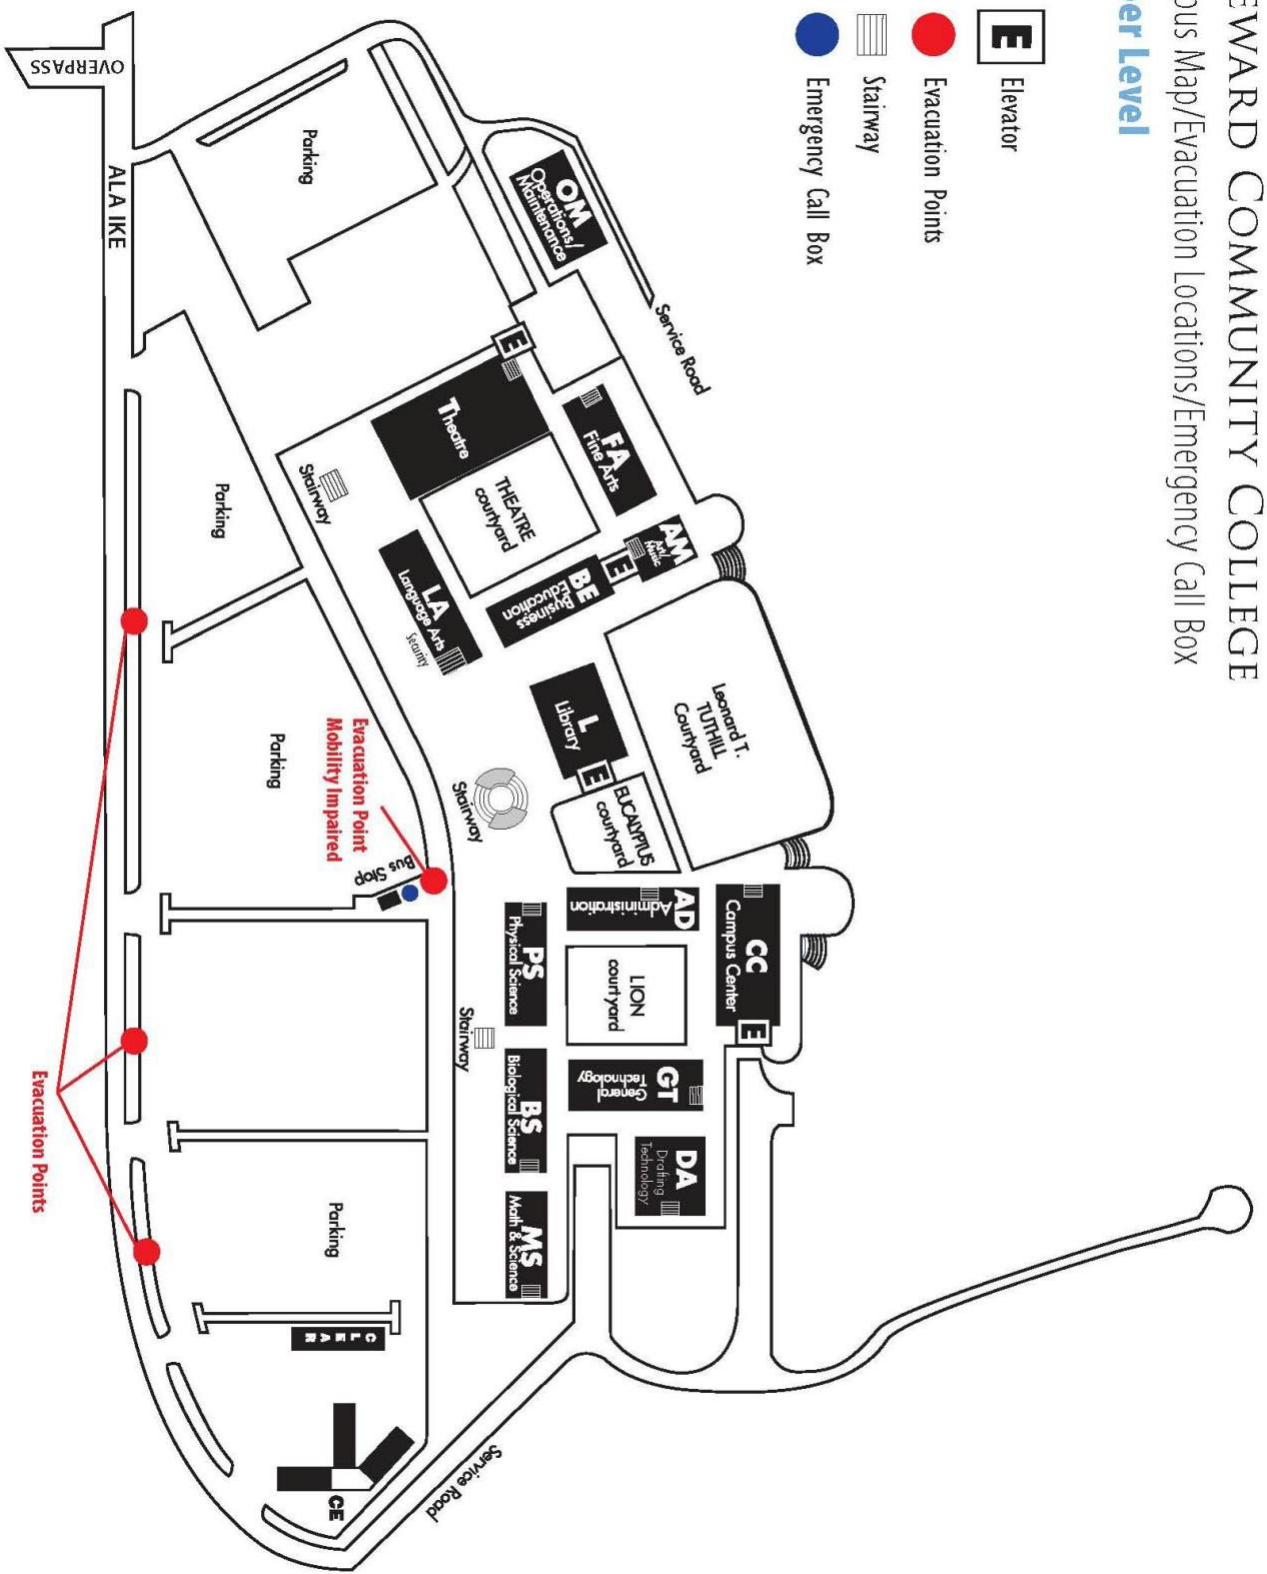 EWARD COMMUNITY COLLEGE
ous Map/Evacuation Locations/Emergency Call Box
er Level
E
Elevator
Evacuation Points
Stairway
Emergency Call Box
OVERPASS
ALA IKE
Parking
OM
Operations/
Maintenance
Service Road
E
Theatre
FA
Fine Arts
THEATRE
courtyard
AM
Art/
Music
E
BE
Business
Education
Stairway
Parking
LA
Language Arts
Security
Leonard T.
TUTHILL
Courtyard
L
Library
E
EUCALYPTUS
courtyard
Stairway
Parking
Evacuation Point
Mobility Impaired
Bus Stop
AD
Administration
CC
Campus Center
E
PS
Physical Science
LION
courtyard
Stairway
GT
General
Technology
BS
Biological Science
DA
Drafting
Technology
MS
Math & Science
Parking
Evacuation Points
CLEAR
CE
Service Road